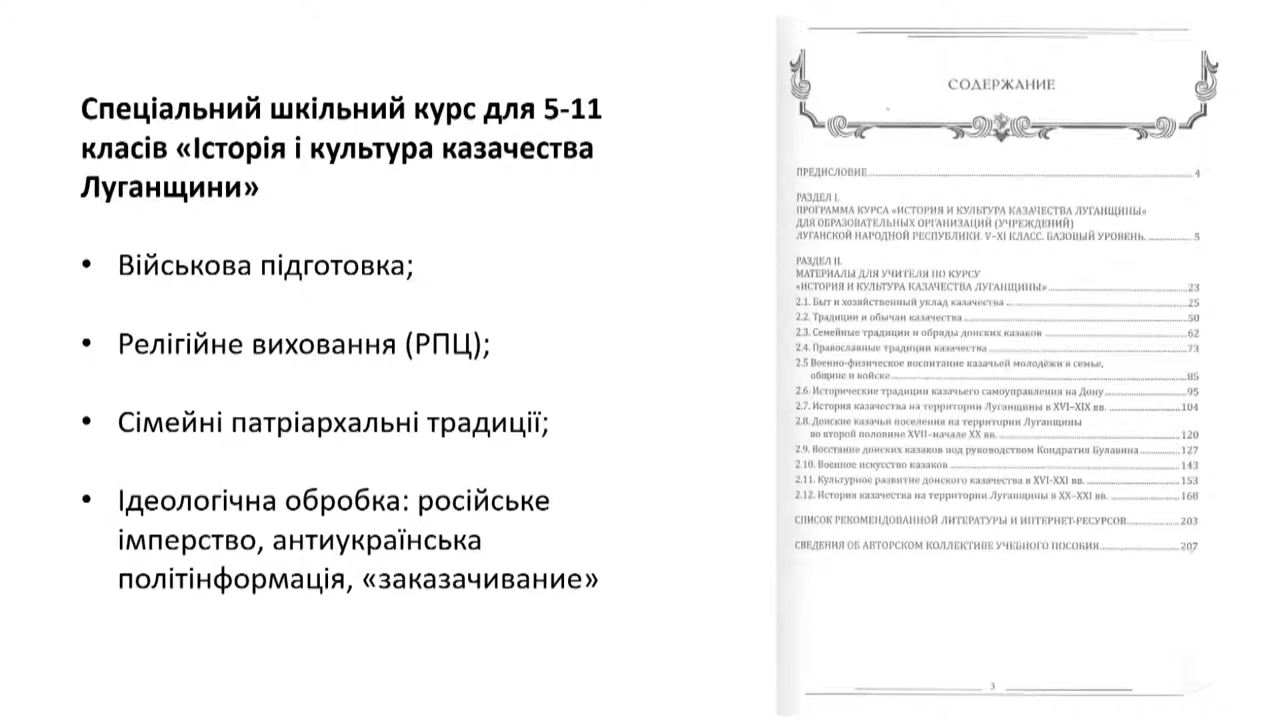 Спеціальний шкільний курс для 5-11
класів «Історія і культура казачества
Луганщини»
• Військова підготовка;
• Релігійне виховання (РПЦ);
• Сімейні патріархальні традиції;
• Ідеологічна обробка: російське
імперство, антиукраїнська
політінформація, «заказачивание»
СОДЕРЖАНИЕ
ПРЕДИСЛОВИЕ 4
РАЗДЕЛ I.
ПРОГРАММА КУРСА «ИСТОРИЯ И КУЛЬТУРА КАЗАЧЕСТВА ЛУГАНЩИНЫ»
ДЛЯ ОБРАЗОВАТЕЛЬНЫХ ОРГАНИЗАЦИЙ (УЧРЕЖДЕНИЙ)
ЛУГАНСКОЙ НАРОДНОЙ РЕСПУБЛИКИ. V–XI КЛАСС. БАЗОВЫЙ УРОВЕНЬ. 5
РАЗДЕЛ II.
МАТЕРИАЛЫ ДЛЯ УЧИТЕЛЯ ПО КУРСУ
«ИСТОРИЯ И КУЛЬТУРА КАЗАЧЕСТВА ЛУГАНЩИНЫ» 23
2.1. Быт и хозяйственный уклад казачества 25
2.2. Традиции и обычаи казачества 50
2.3. Семейные традиции и обряды донских казаков 62
2.4. Православные традиции казачества 73
2.5 Военно-физическое воспитание казачьей молодёжи в семье,
общине и войске 85
2.6. Исторические традиции казачьего самоуправления на Дону 95
2.7. История казачества на территории Луганщины в XVI–XIX вв. 104
2.8. Донские казачьи поселения на территории Луганщины
во второй половине XVII–начале XX вв. 120
2.9. Восстание донских казаков под руководством Кондратия Булавина 127
2.10. Военное искусство казаков 143
2.11. Культурное развитие донского казачества в XVI-XXI вв. 153
2.12. История казачества на территории Луганщины в XX–XXI вв. 168
СПИСОК РЕКОМЕНДОВАННОЙ ЛИТЕРАТУРЫ И ИНТЕРНЕТ-РЕСУРСОВ 203
СВЕДЕНИЯ ОБ АВТОРСКОМ КОЛЛЕКТИВЕ УЧЕБНОГО ПОСОБИЯ 207
3